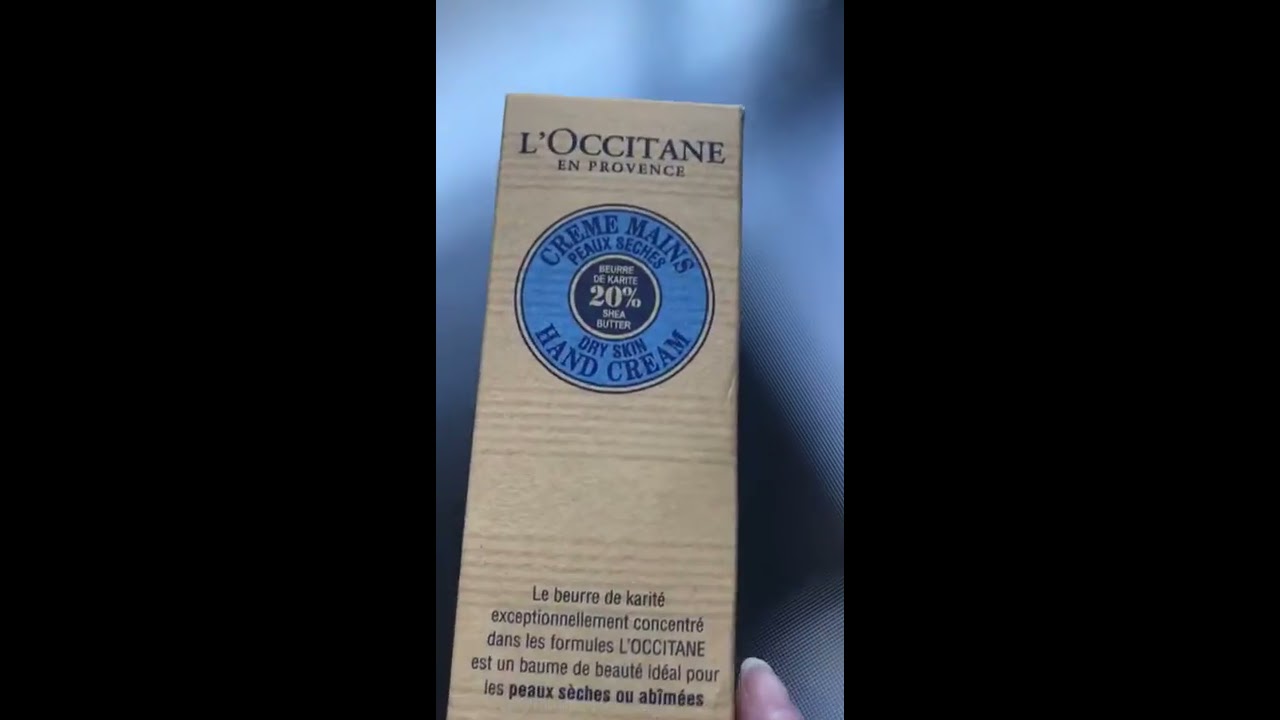 L'OCCITANE
EN PROVENCE
CREME MAINS
PEAUX SECHES
BEURRE
DE KARITE
20%
SHEA
BUTTER
DRY SKIN
HAND CREAM
Le beurre de karité
exceptionnellement concentré
dans les formules L'OCCITANE
est un baume de beauté idéal pour
les peaux sèches ou abîmées